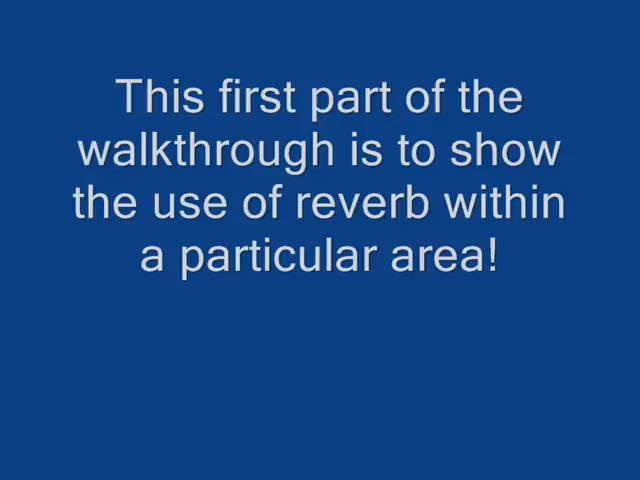 This first part of the
walkthrough is to show
the use of reverb within
a particular area!